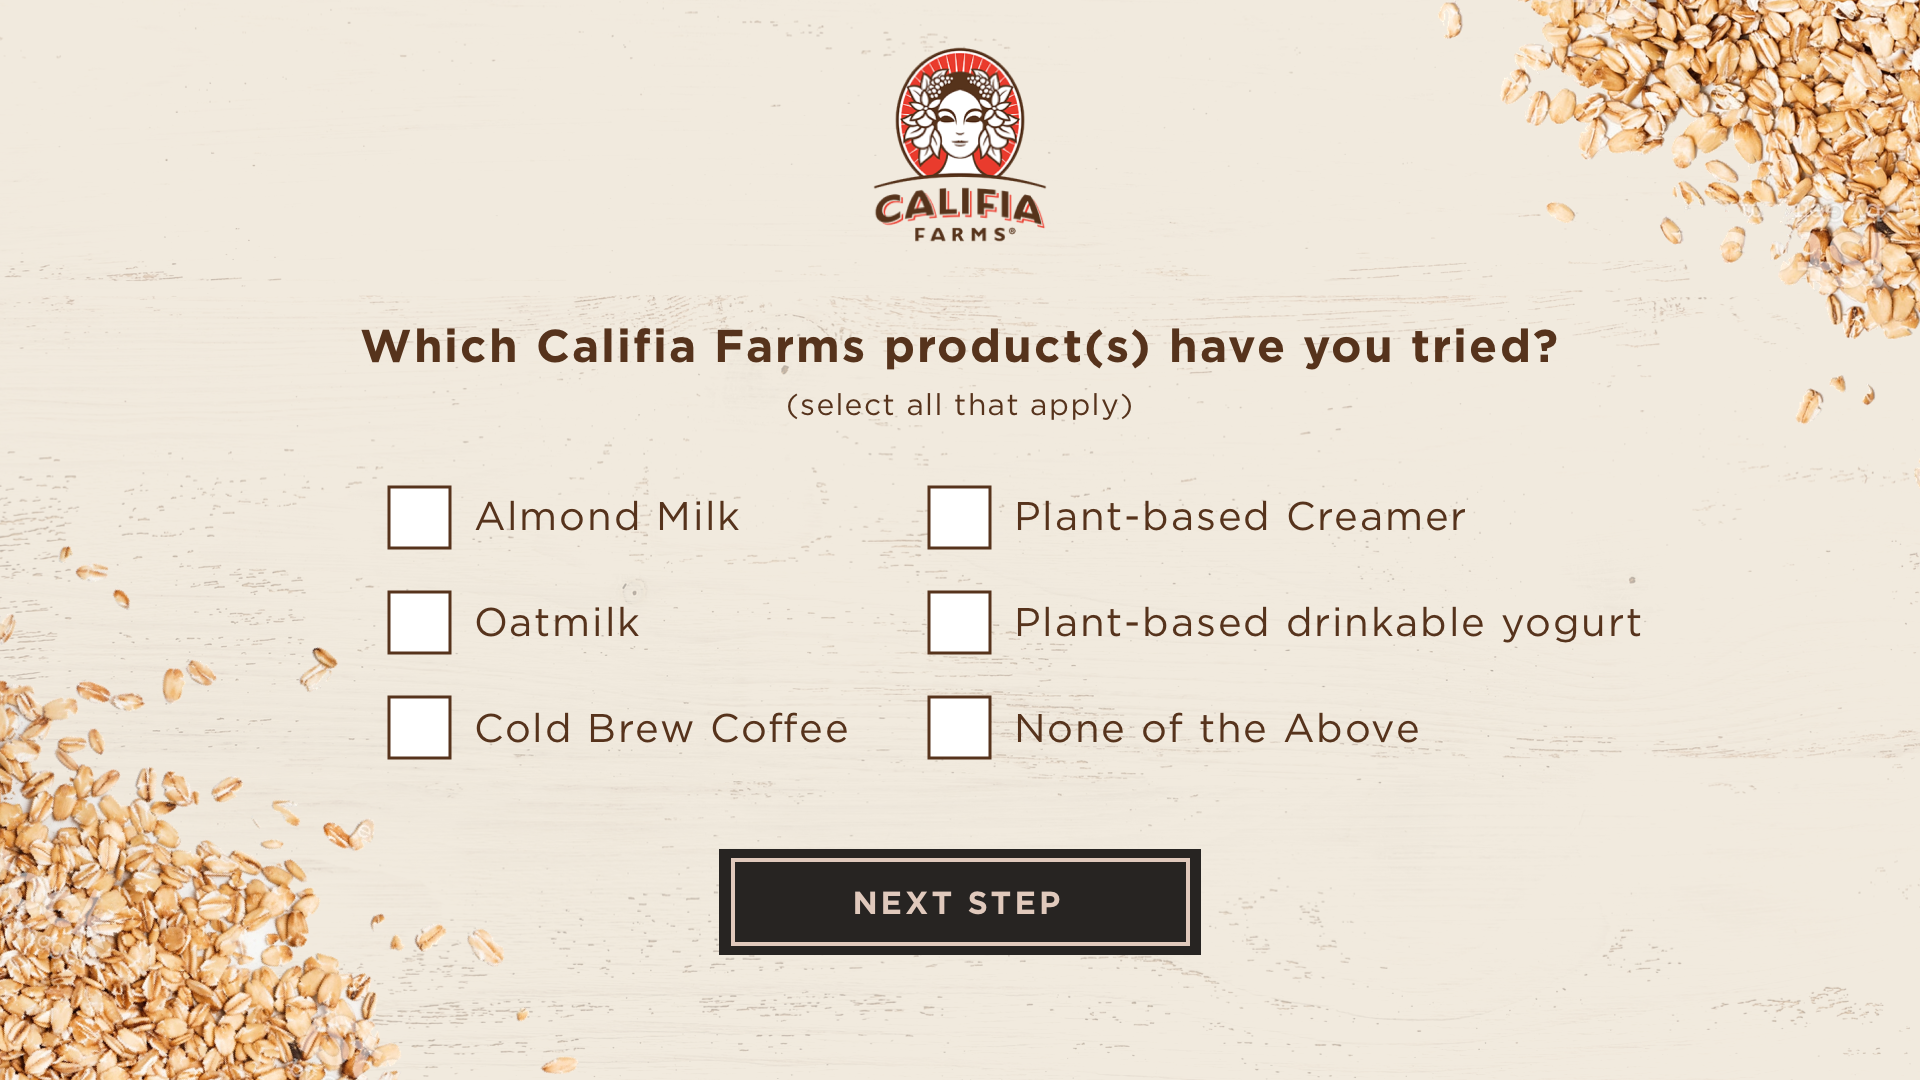 CALIFIA
FARMS®
Which Califia Farms product(s) have you tried?
(select all that apply)
Almond Milk
Plant-based Creamer
Oatmilk
Plant-based drinkable yogurt
Cold Brew Coffee
None of the Above
NEXT STEP